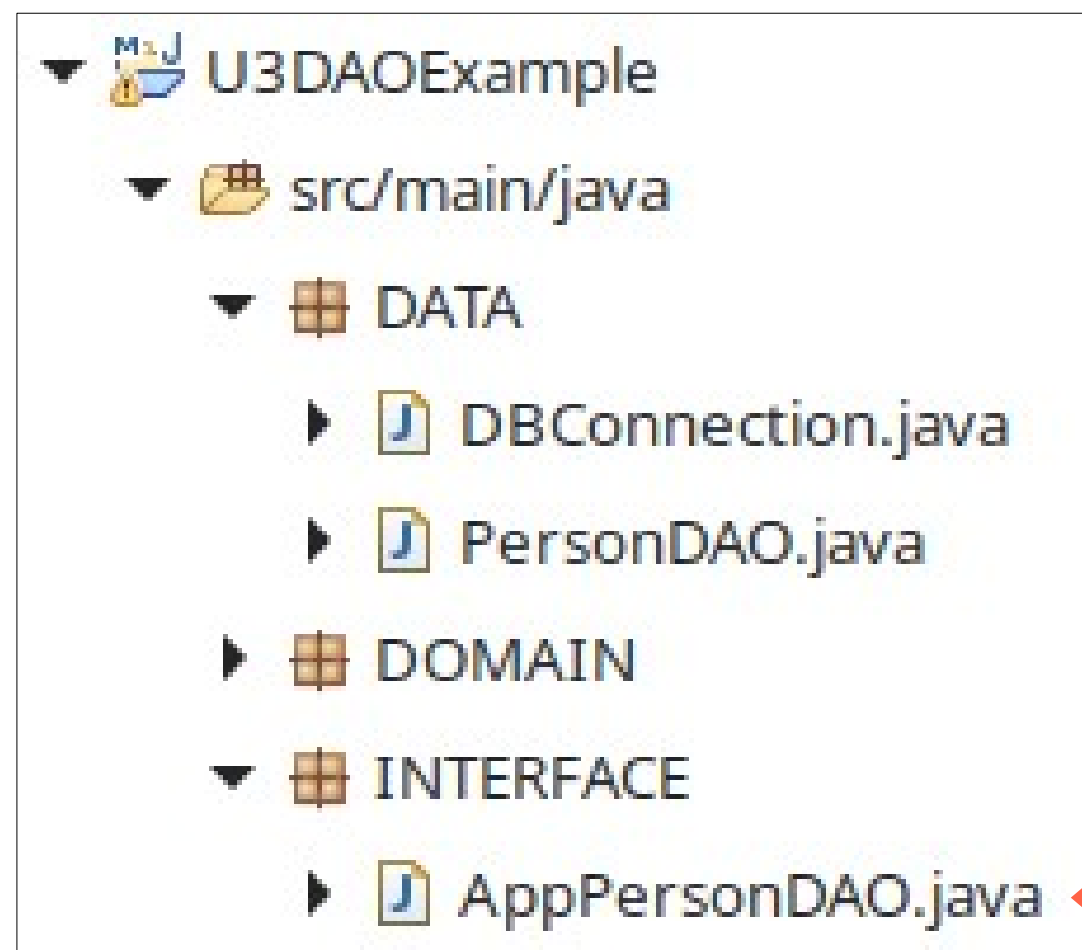 U3DAOExample
src/main/java
DATA
DBConnection.java
PersonDAO.java
DOMAIN
INTERFACE
AppPersonDAO.java